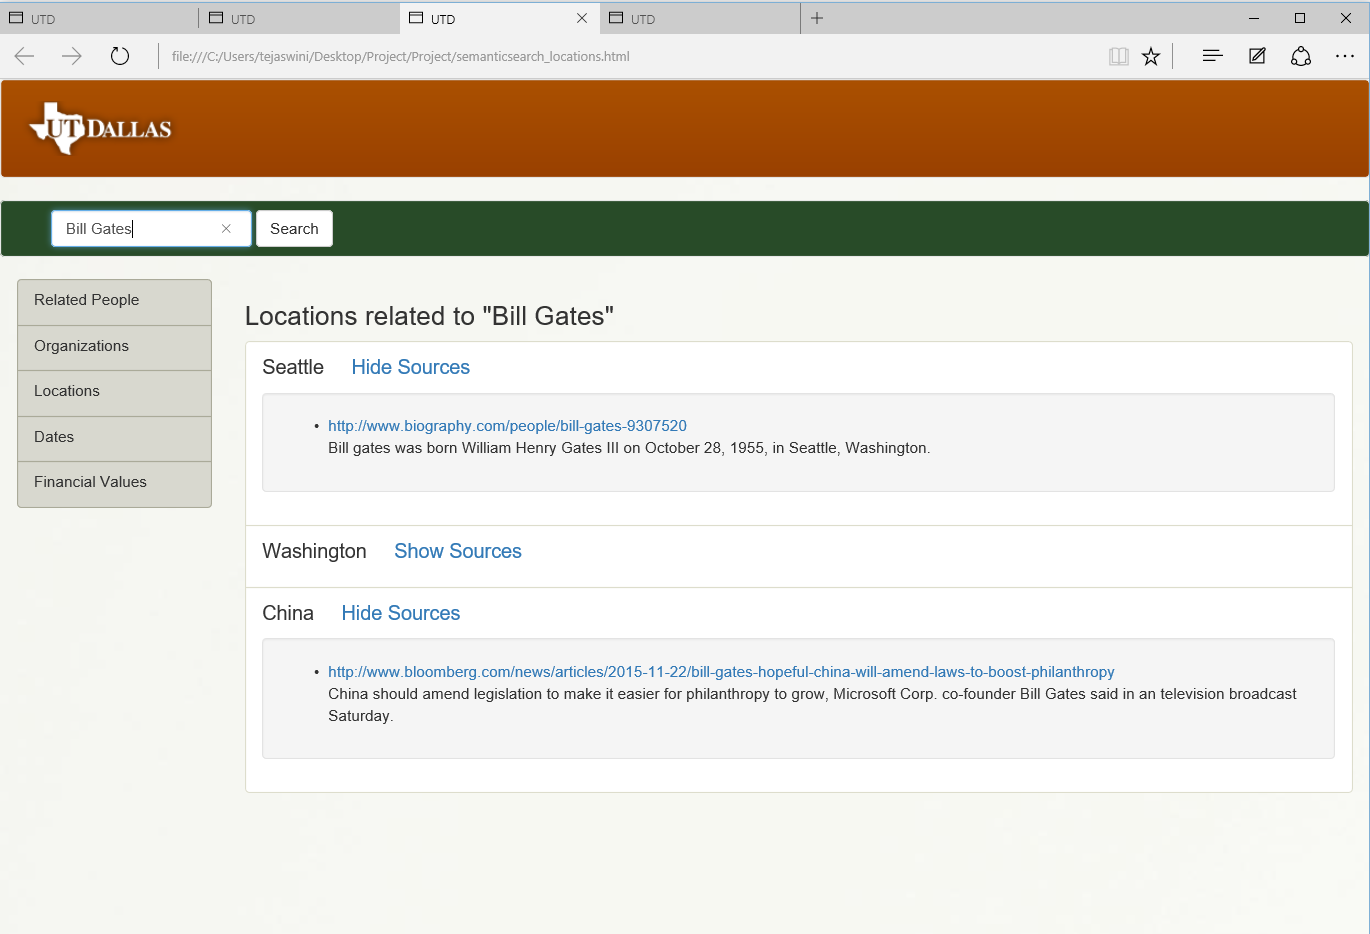 UTD
UTD
UTD
UTD
file:///C:/Users/tejaswini/Desktop/Project/Project/semanticsearch_locations.html
UTDALLAS
Bill Gates
Search
Related People
Organizations
Locations
Dates
Financial Values
Locations related to "Bill Gates"
Seattle Hide Sources
http://www.biography.com/people/bill-gates-9307520
Bill gates was born William Henry Gates III on October 28, 1955, in Seattle, Washington.
Washington Show Sources
China Hide Sources
http://www.bloomberg.com/news/articles/2015-11-22/bill-gates-hopeful-china-will-amend-laws-to-boost-philanthropy
China should amend legislation to make it easier for philanthropy to grow, Microsoft Corp. co-founder Bill Gates said in an television broadcast
Saturday.